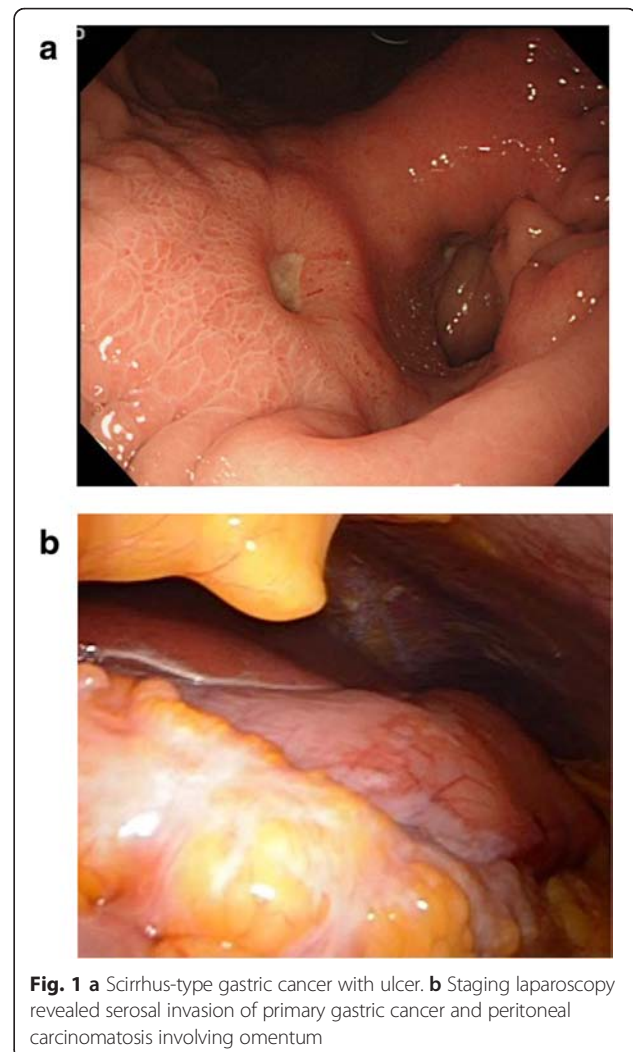 a
b
Fig. 1 a Scirrhus-type gastric cancer with ulcer. b Staging laparoscopy
revealed serosal invasion of primary gastric cancer and peritoneal
carcinomatosis involving omentum